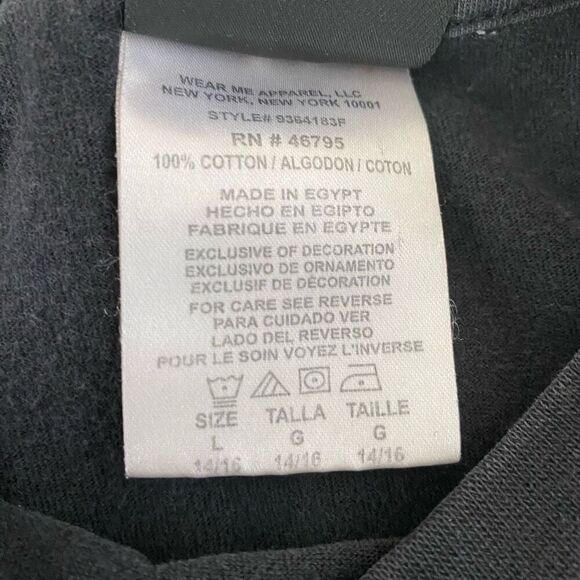 WEAR ME APPAREL, LLC
NEW YORK, NEW YORK 10001
STYLE# 9364183F
RN # 46795
100% COTTON / ALGODON / COTON
MADE IN EGYPT
HECHO EN EGIPTO
FABRIQUE EN EGYPTE
EXCLUSIVE OF DECORATION
EXCLUSIVO DE ORNAMENTO
EXCLUSIF DE DÉCORATION
FOR CARE SEE REVERSE
PARA CUIDADO VER
LADO DEL REVERSO
POUR LE SOIN VOYEZ L'INVERSE
SIZE TALLA TAILLE
L G G
14/16 14/16 14/16